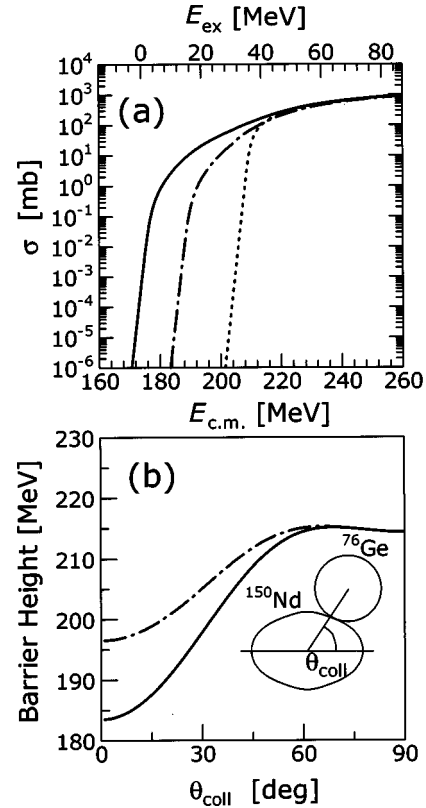 E_ex [MeV]
0 20 40 60 80
(a)
σ [mb]
10^4
10^3
10^2
10^1
10^0
10^-1
10^-2
10^-3
10^-4
10^-5
10^-6
160 180 200 220 240 260
E_c.m. [MeV]
(b)
Barrier Height [MeV]
230
220
210
200
190
180
^76Ge
^150Nd
θ_coll
0 30 60 90
θ_coll [deg]